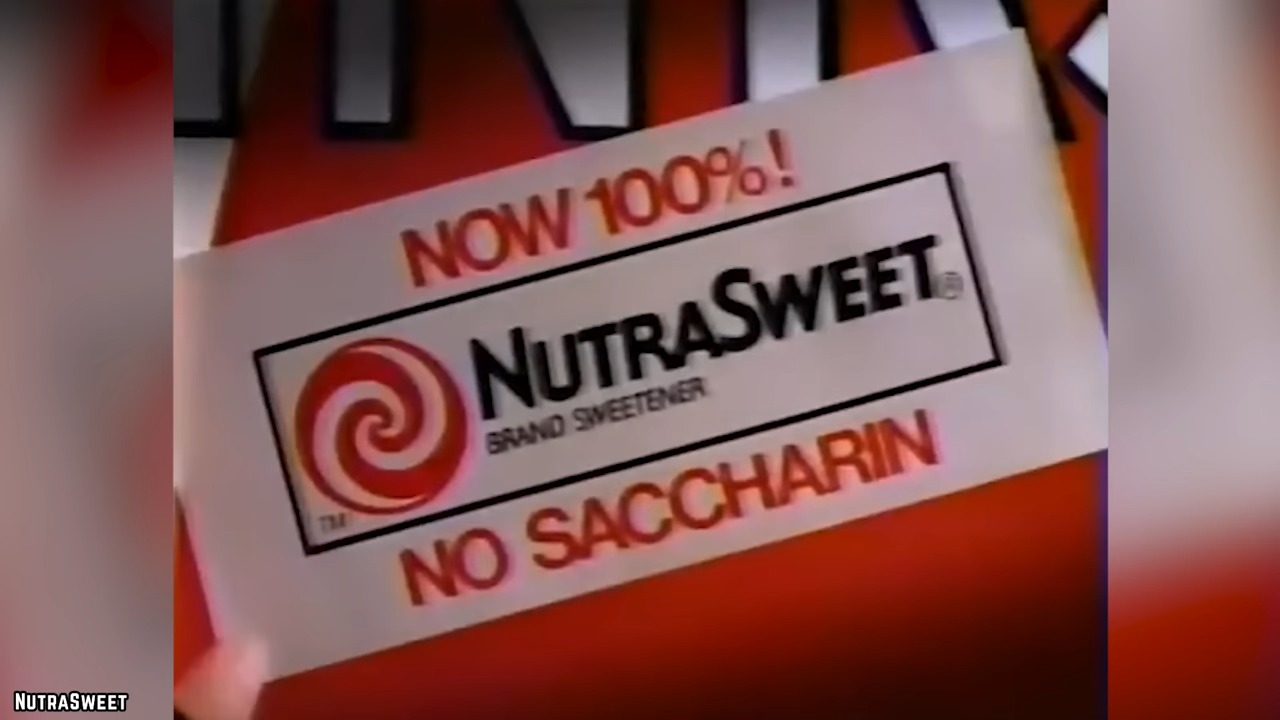 NOW 100%!
NUTRASWEET®
BRAND SWEETENER
TM
NO SACCHARIN
NUTRASWEET